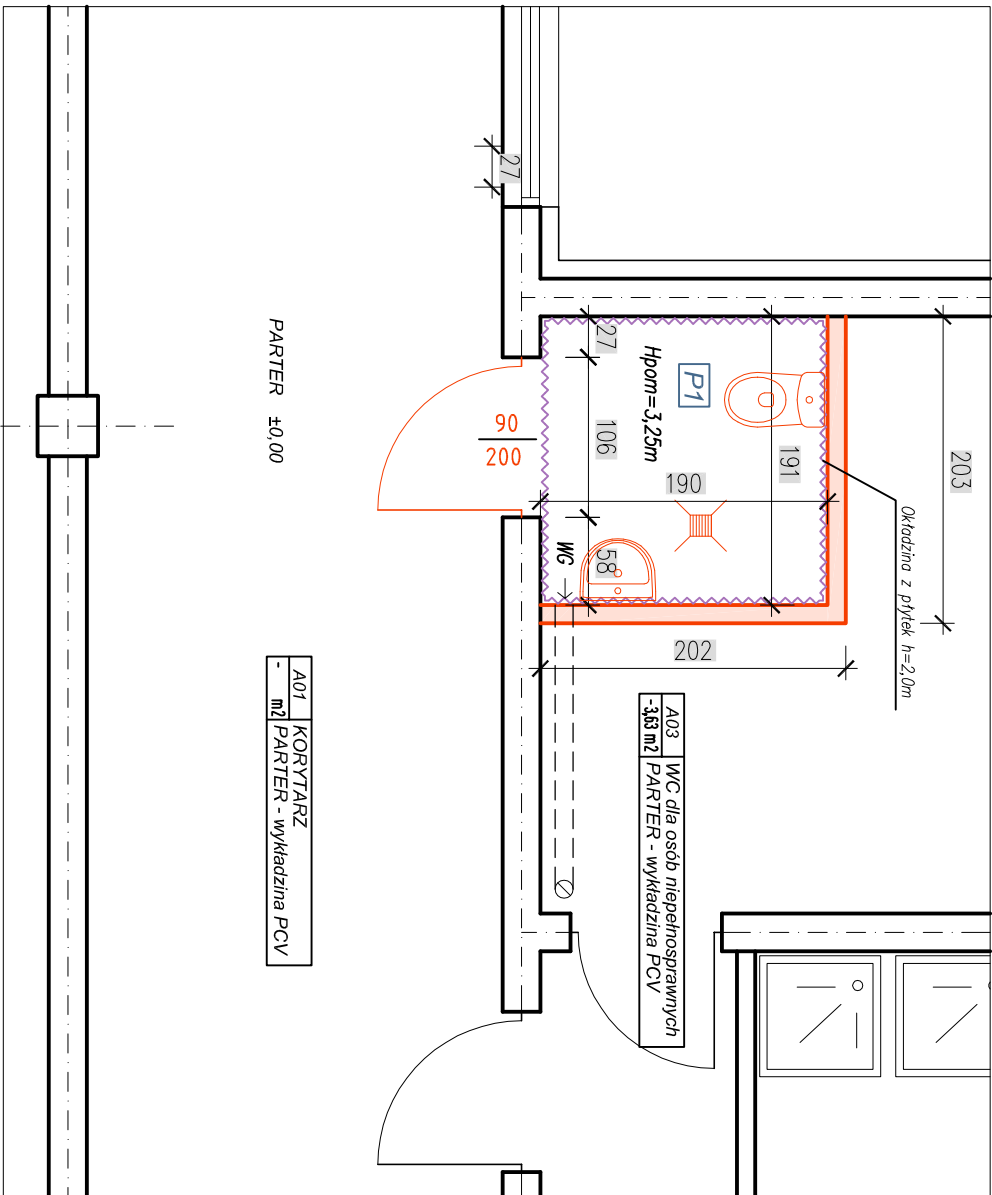 27
PARTER ±0,00
90
200
27
106
58
Hpom=3,25m
P1
190
191
WG
203
Okładzina z płytek h=2,0m
202
A03
WC dla osób niepełnosprawnych
-3,63 m2
PARTER - wykładzina PCV
A01
KORYTARZ
- m2
PARTER - wykładzina PCV